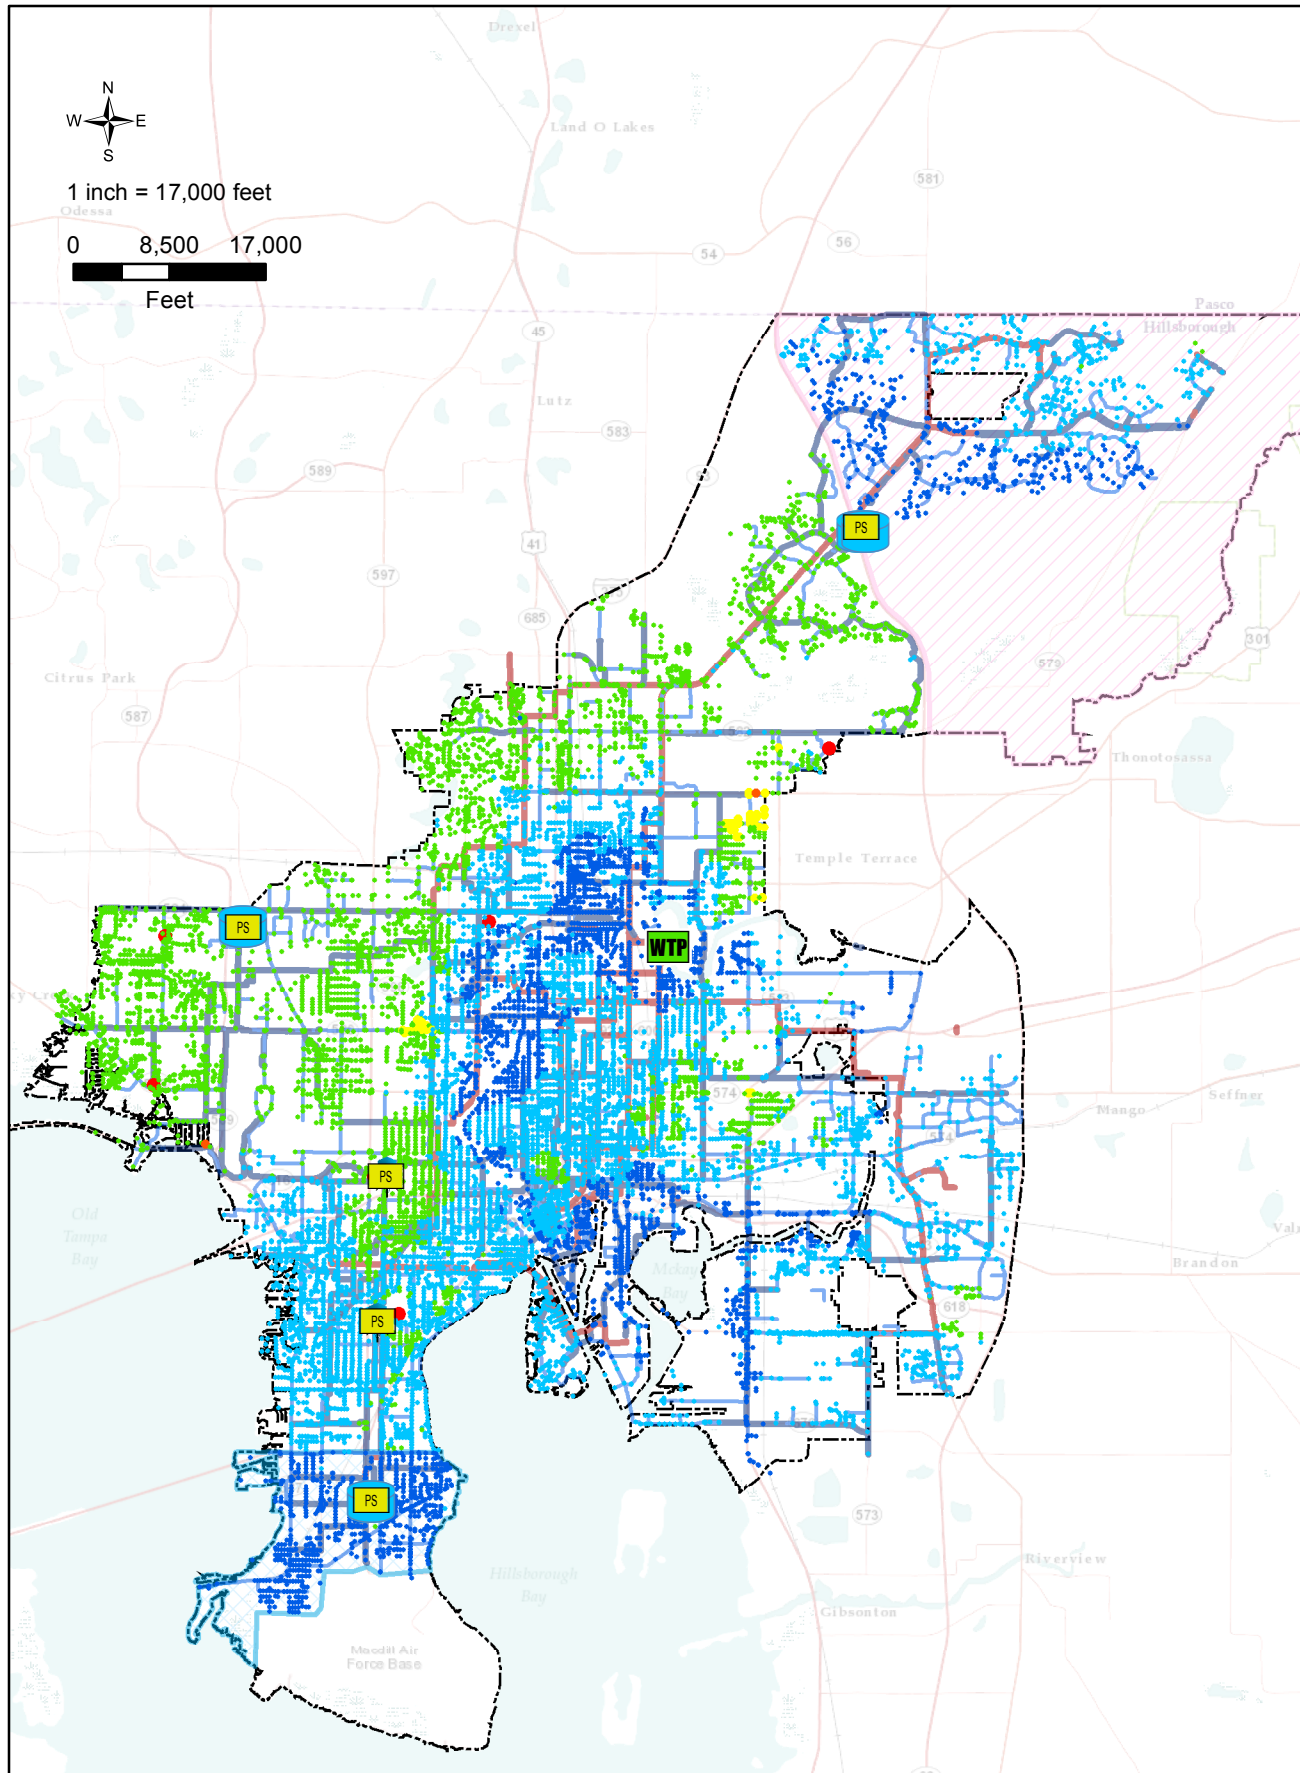 Drexel
N
W E
S
Land O Lakes
1 inch = 17,000 feet
581
Odessa
0 8,500 17,000
Feet
54
56
Pasco
Hillsborough
45
Lutz
583
589
PS
41
597
685
301
579
Citrus Park
587
Thonotosassa
Temple Terrace
PS
WTP
574
Mango
Seffner
PS
Old
Tampa
Bay
Mckay
Bay
Brandon
618
PS
PS
573
Riverview
Hillsborough
Bay
Gibsonton
Macdill Air
Force Base